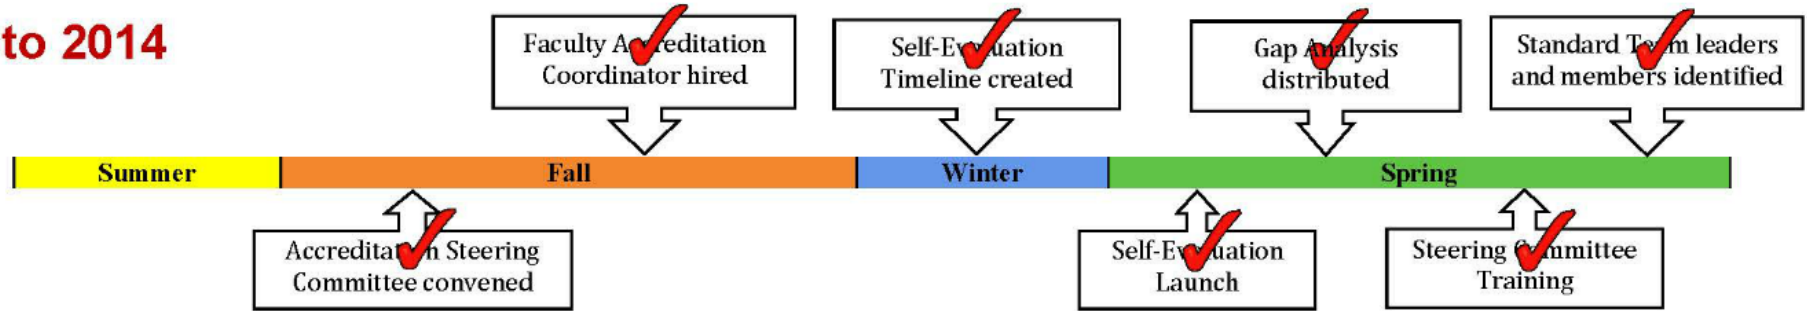 to 2014
Faculty Accreditation
Coordinator hired
Self-Evaluation
Timeline created
Gap Analysis
distributed
Standard Team leaders
and members identified
Summer
Fall
Winter
Spring
Accreditation Steering
Committee convened
Self-Evaluation
Launch
Steering Committee
Training